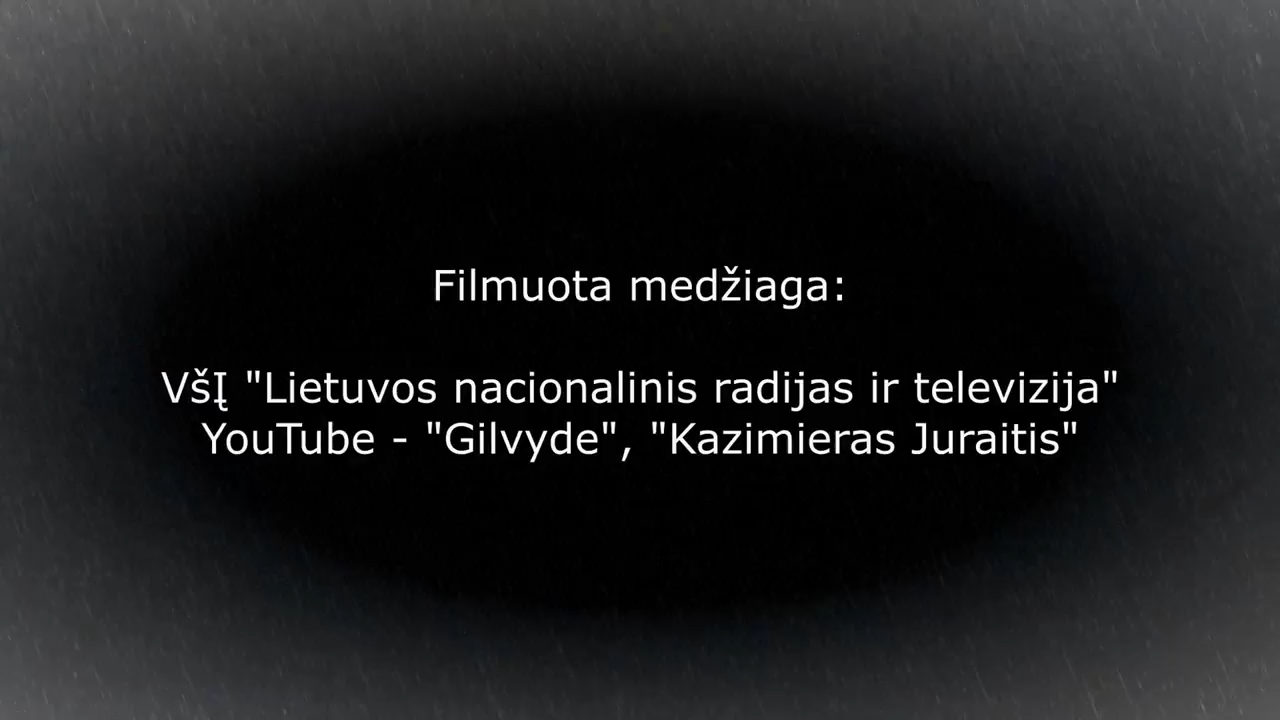 Filmuota medžiaga:
VšĮ "Lietuvos nacionalinis radijas ir televizija"
YouTube - "Gilvyde", "Kazimieras Juraitis"